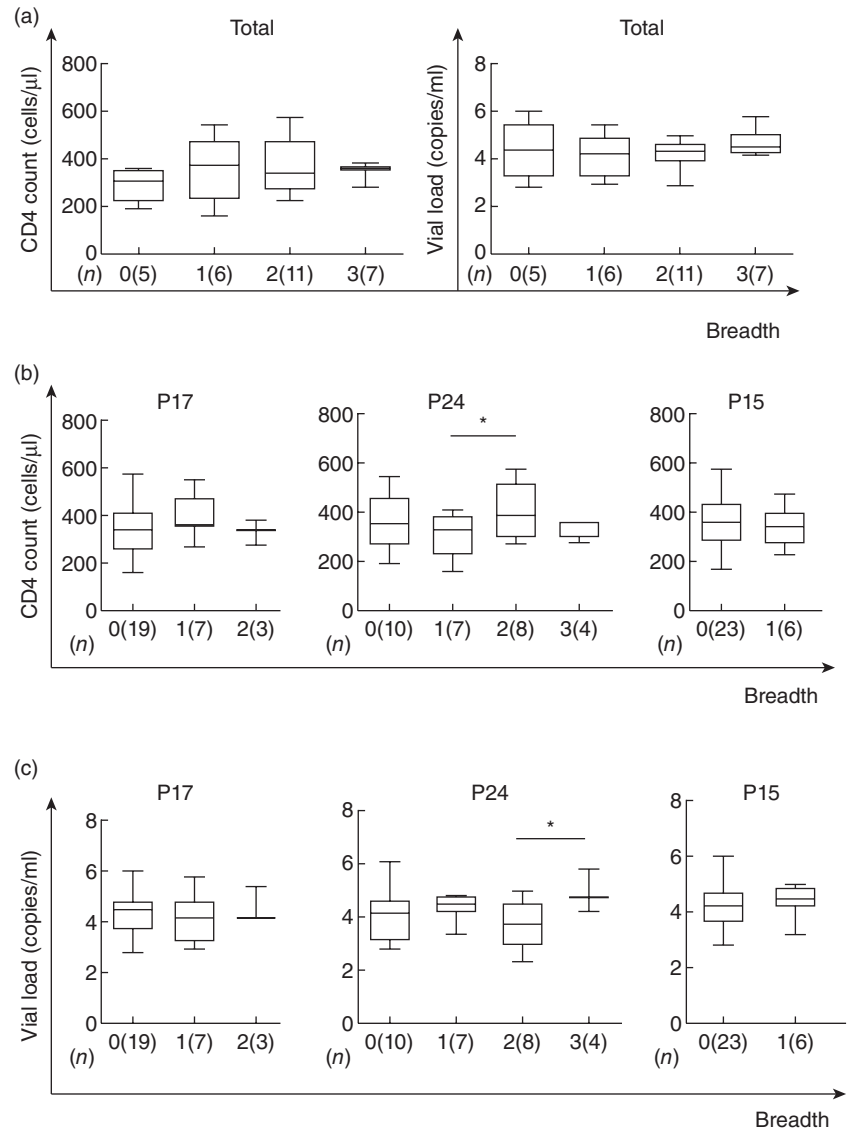 (a)
Total
Total
CD4 count (cells/μl)
800
600
400
200
0
(n) 0(5) 1(6) 2(11) 3(7)
Vial load (copies/ml)
8
6
4
2
0
(n) 0(5) 1(6) 2(11) 3(7)
Breadth
(b)
P17
P24
P15
CD4 count (cells/μl)
800
600
400
200
0
(n) 0(19) 1(7) 2(3)
800
600
400
200
0
*
(n) 0(10) 1(7) 2(8) 3(4)
800
600
400
200
0
(n) 0(23) 1(6)
Breadth
(c)
P17
P24
P15
Vial load (copies/ml)
8
6
4
2
0
(n) 0(19) 1(7) 2(3)
8
6
4
2
0
*
(n) 0(10) 1(7) 2(8) 3(4)
8
6
4
2
0
(n) 0(23) 1(6)
Breadth